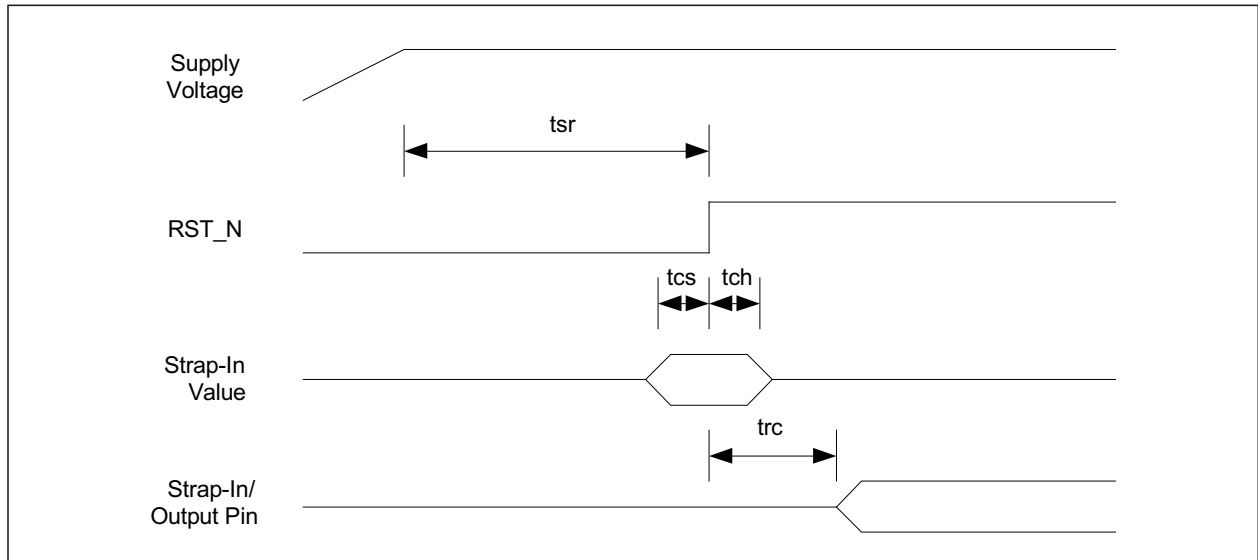 Supply
Voltage
tsr
RST_N
tcs
tch
Strap-In
Value
trc
Strap-In/
Output Pin